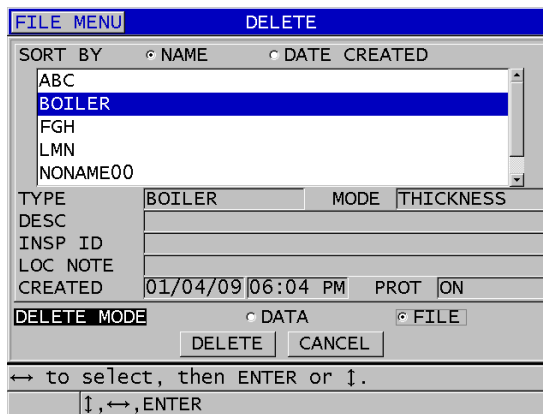 FILE MENU DELETE
SORT BY NAME DATE CREATED
ABC
BOILER
FGH
LMN
NONAME00
TYPE BOILER MODE THICKNESS
DESC
INSP ID
LOC NOTE
CREATED 01/04/09 06:04 PM PROT ON
DELETE MODE DATA FILE
DELETE CANCEL
↔ to select, then ENTER or ↕.
↕,↔,ENTER